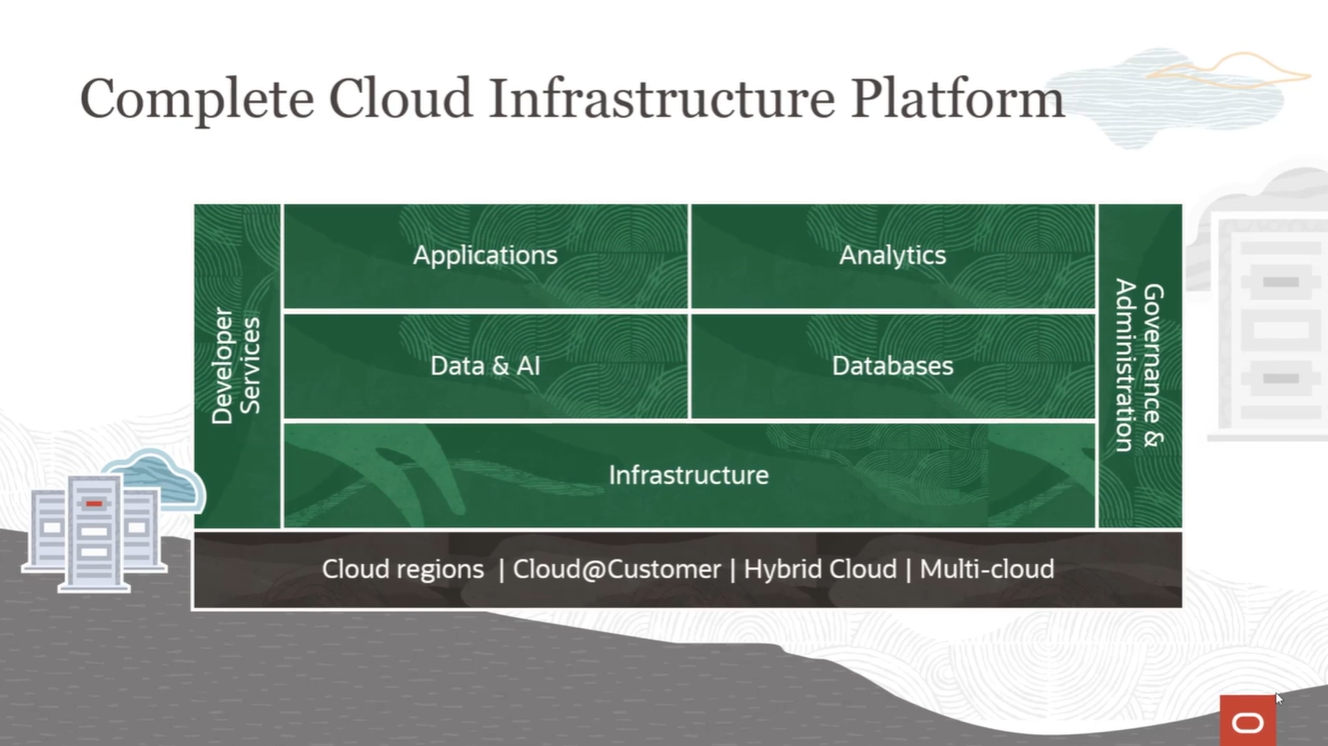 Complete Cloud Infrastructure Platform
Developer
Services
Applications
Analytics
Data & AI
Databases
Infrastructure
Governance &
Administration
Cloud regions | Cloud@Customer | Hybrid Cloud | Multi-cloud